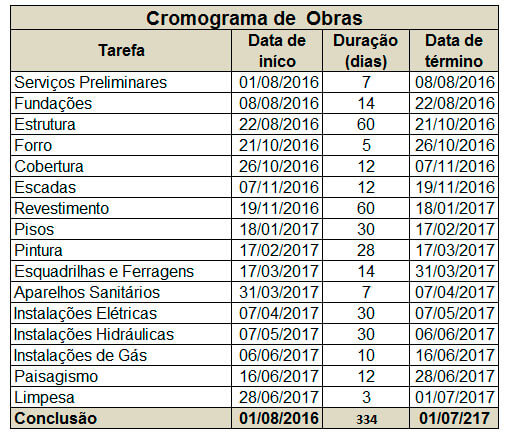 Cromograma de Obras
Tarefa Data de iníco Duração (dias) Data de término
Serviços Preliminares 01/08/2016 7 08/08/2016
Fundações 08/08/2016 14 22/08/2016
Estrutura 22/08/2016 60 21/10/2016
Forro 21/10/2016 5 26/10/2016
Cobertura 26/10/2016 12 07/11/2016
Escadas 07/11/2016 12 19/11/2016
Revestimento 19/11/2016 60 18/01/2017
Pisos 18/01/2017 30 17/02/2017
Pintura 17/02/2017 28 17/03/2017
Esquadrilhas e Ferragens 17/03/2017 14 31/03/2017
Aparelhos Sanitários 31/03/2017 7 07/04/2017
Instalações Elétricas 07/04/2017 30 07/05/2017
Instalações Hidráulicas 07/05/2017 30 06/06/2017
Instalações de Gás 06/06/2017 10 16/06/2017
Paisagismo 16/06/2017 12 28/06/2017
Limpesa 28/06/2017 3 01/07/2017
Conclusão 01/08/2016 334 01/07/217